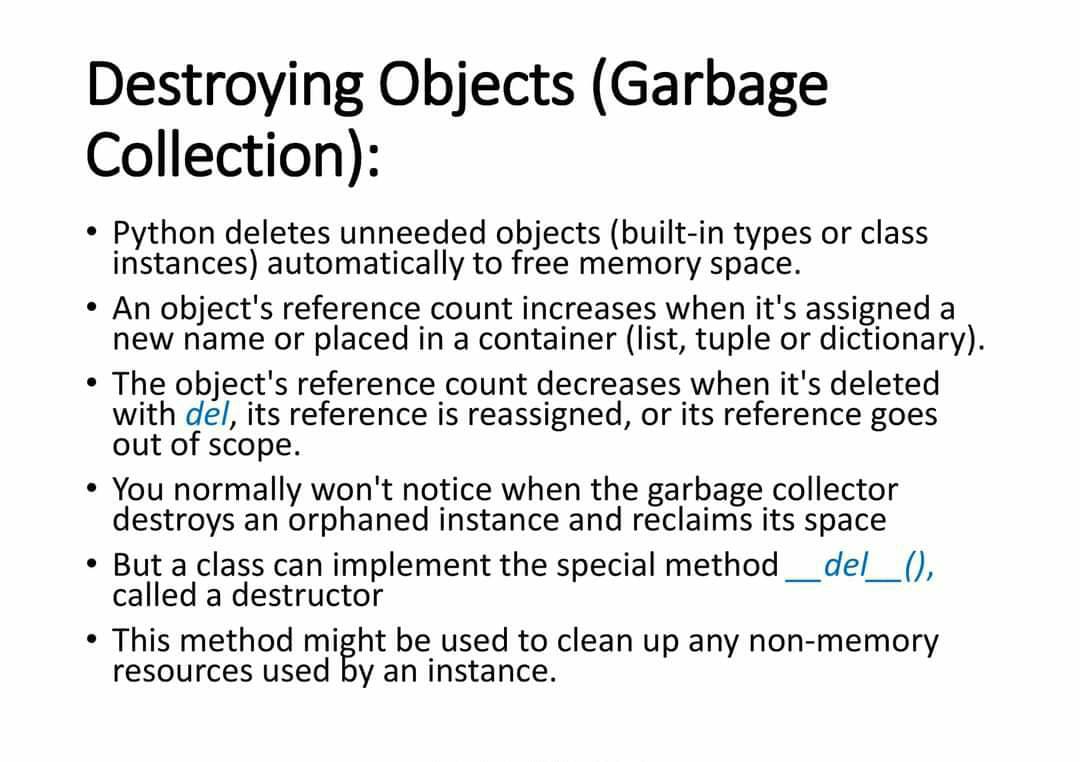 Destroying Objects (Garbage
Collection):
• Python deletes unneeded objects (built-in types or class
instances) automatically to free memory space.
• An object's reference count increases when it's assigned a
new name or placed in a container (list, tuple or dictionary).
• The object's reference count decreases when it's deleted
with del, its reference is reassigned, or its reference goes
out of scope.
• You normally won't notice when the garbage collector
destroys an orphaned instance and reclaims its space
• But a class can implement the special method __del__(),
called a destructor
• This method might be used to clean up any non-memory
resources used by an instance.